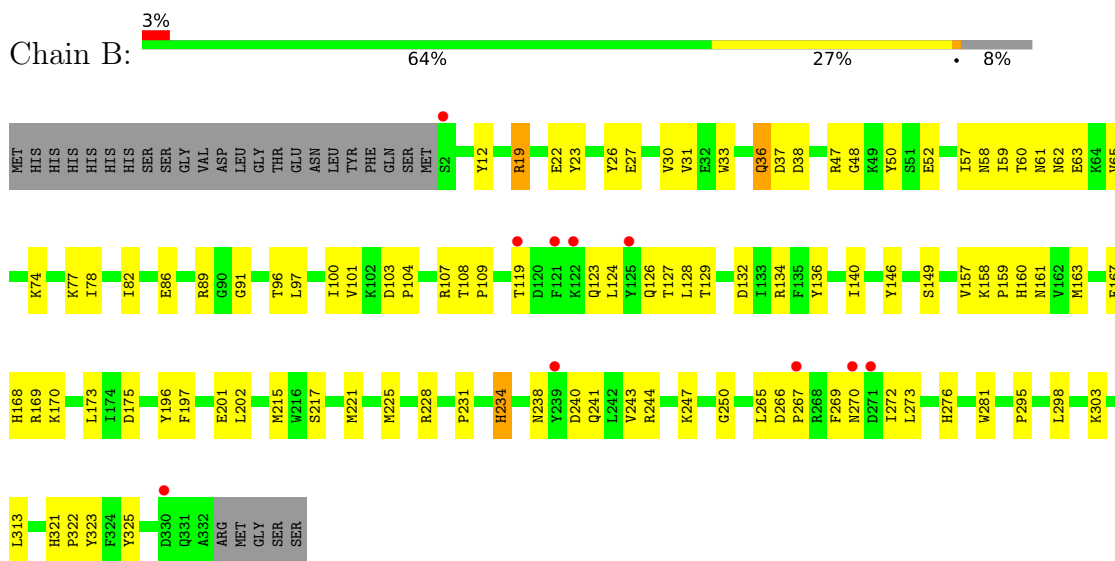 3%
Chain B:
64% 27% • 8%
MET HIS HIS HIS HIS HIS HIS SER SER GLY VAL ASP LEU GLY THR GLU ASN LEU TYR PHE GLN SER MET S2 Y12 R19 E22 Y23 Y26 E27 V30 V31 E32 W33 Q36 D37 D38 R47 G48 K49 Y50 S51 E52 I57 N58 I59 T60 N61 N62 E63 K64 V65
K74 K77 I78 I82 E86 R89 G90 G91 T96 L97 I100 V101 K102 D103 P104 R107 T108 P109 T119 D120 F121 K122 Q123 L124 Y125 Q126 T127 L128 T129 D132 I133 R134 F135 Y136 I140 Y146 S149 V157 K158 P159 H160 N161 V162 M163 E167
H168 R169 K170 L173 I174 D175 Y196 F197 E201 L202 M215 W216 S217 M221 M225 R228 P231 H234 N238 Y239 D240 Q241 L242 V243 R244 K247 G250 L265 D266 P267 R268 F269 N270 D271 I272 L273 H276 W281 P295 L298 K303
L313 H321 P322 Y323 F324 Y325 D330 Q331 A332 ARG MET GLY SER SER